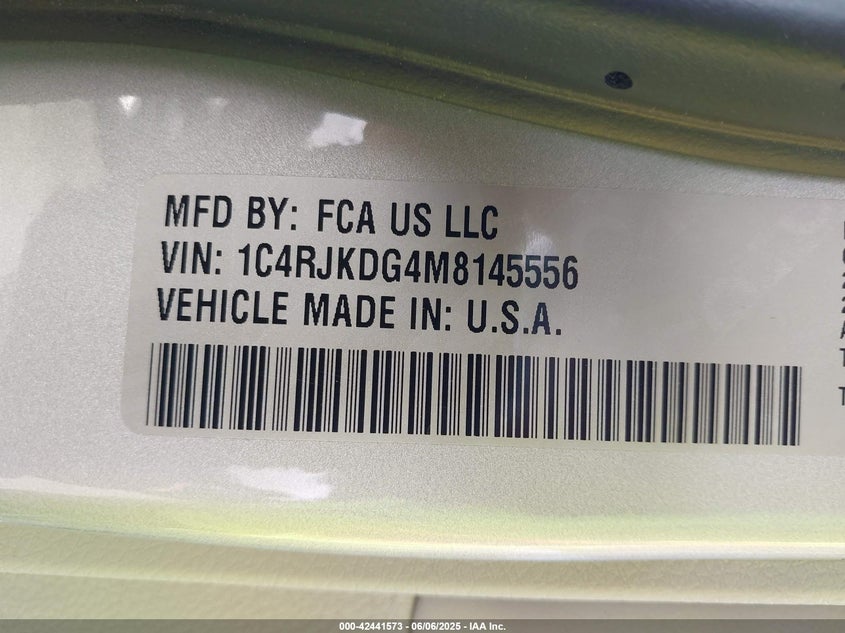 MFD BY: FCA US LLC
VIN: 1C4RJKDG4M8145556
VEHICLE MADE IN: U.S.A.
000-42441573 - 06/06/2025 - IAA Inc.